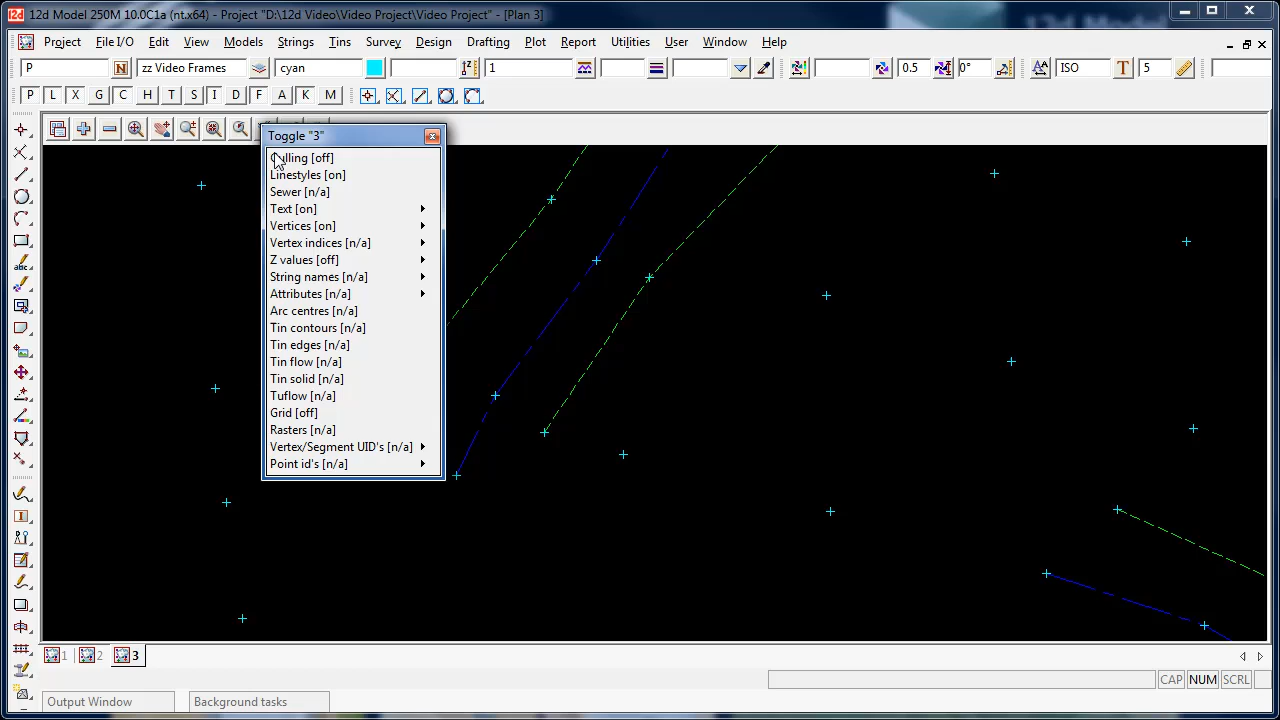 12d Model 250M 10.0C1a (nt.x64) - Project "D:\12d Video\Video Project\Video Project" - [Plan 3]
Project File I/O Edit View Models Strings Tins Survey Design Drafting Plot Report Utilities User Window Help
P N zz Video Frames cyan 1 0.5 0° ISO T 5
P L X G C H T S I D F A K M
Toggle "3"
Culling [off]
Linestyles [on]
Sewer [n/a]
Text [on]
Vertices [on]
Vertex indices [n/a]
Z values [off]
String names [n/a]
Attributes [n/a]
Arc centres [n/a]
Tin contours [n/a]
Tin edges [n/a]
Tin flow [n/a]
Tin solid [n/a]
Tuflow [n/a]
Grid [off]
Rasters [n/a]
Vertex/Segment UID's [n/a]
Point id's [n/a]
abc
1 2 3
CAP NUM SCRL
Output Window Background tasks